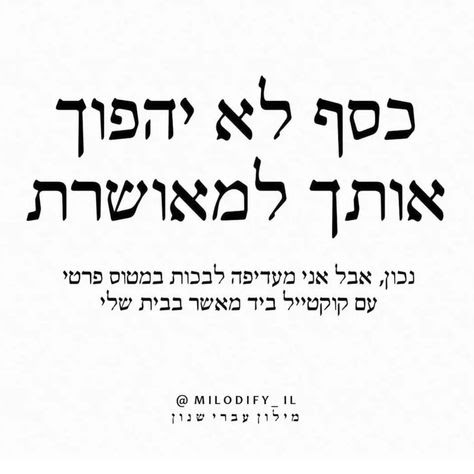 כסף לא יהפוך
אותך למאושרת
נכון, אבל אני מעדיפה לבכות במטוס פרטי
עם קוקטייל ביד מאשר בבית שלי
@MILODIFY_IL
מילון עברי שנון